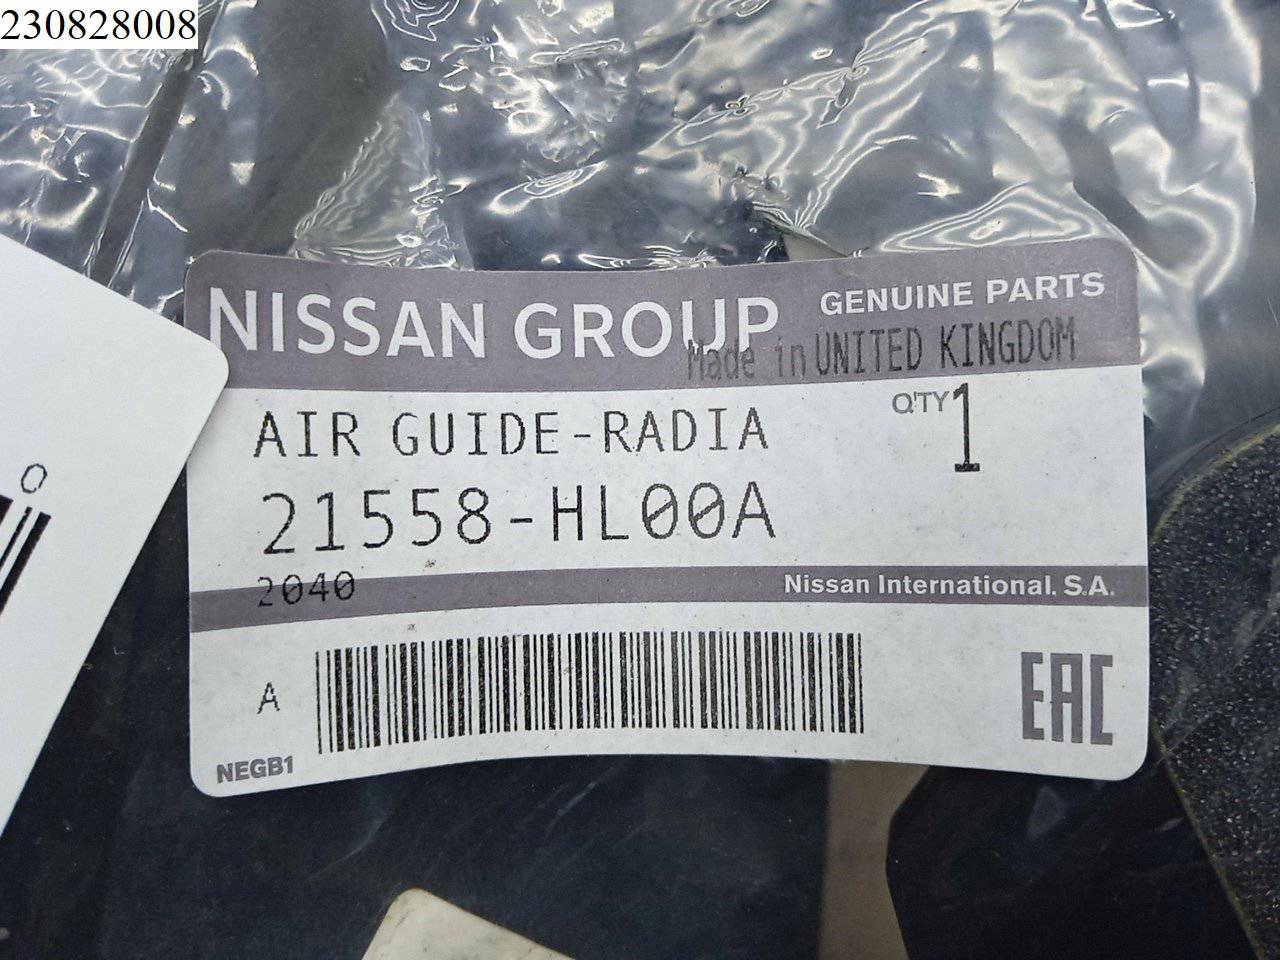 230828008
NISSAN GROUP
GENUINE PARTS
Made in UNITED KINGDOM
AIR GUIDE-RADIA
Q'TY 1
21558-HL00A
2040
Nissan International. S.A.
A
EAC
NEGB1
0